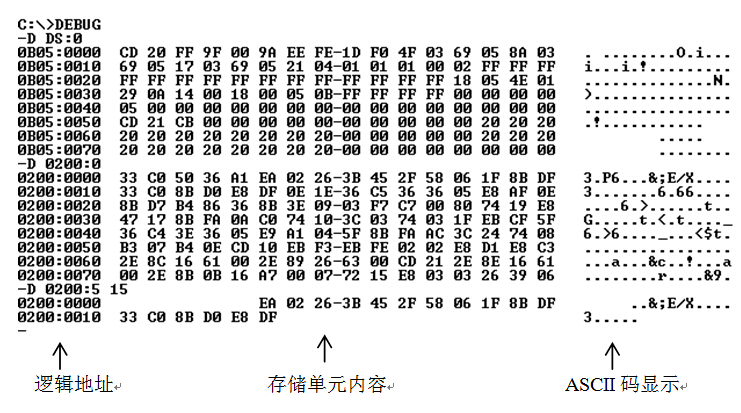 C:\>DEBUG
-D DS:0
0B05:0000  CD 20 FF 9F 00 9A EE FE-1D F0 4F 03 69 05 8A 03   . ........O.i...
0B05:0010  69 05 17 03 69 05 21 04-01 01 01 00 02 FF FF FF   i...i.!.........
0B05:0020  FF FF FF FF FF FF FF FF-FF FF FF FF 18 05 4E 01   ..............N.
0B05:0030  29 0A 14 00 18 00 05 0B-FF FF FF FF 00 00 00 00   )...............
0B05:0040  05 00 00 00 00 00 00 00-00 00 00 00 00 00 00 00   ................
0B05:0050  CD 21 CB 00 00 00 00 00-00 00 00 00 00 20 20 20   .!...........
0B05:0060  20 20 20 20 20 20 20 20-00 00 00 00 00 20 20 20           .....
0B05:0070  20 20 20 20 20 20 20 20-00 00 00 00 00 00 00 00           ........
-D 0200:0
0200:0000  33 C0 50 36 A1 EA 02 26-3B 45 2F 58 06 1F 8B DF   3.P6...&;E/X....
0200:0010  33 C0 8B D0 E8 DF 0E 1E-36 C5 36 36 05 E8 AF 0E   3.......6.66....
0200:0020  8B D7 B4 86 36 8B 3E 09-03 F7 C7 00 80 74 19 E8   ....6.>......t..
0200:0030  47 17 8B FA 0A C0 74 10-3C 03 74 03 1F EB CF 5F   G.....t.<.t...._
0200:0040  36 C4 3E 36 05 E9 A1 04-5F 8B FA AC 3C 24 74 08   6.>6...._...<$t.
0200:0050  B3 07 B4 0E CD 10 EB F3-EB FE 02 02 E8 D1 E8 C3   ................
0200:0060  2E 8C 16 61 00 2E 89 26-63 00 CD 21 2E 8E 16 61   ...a...&c..!...a
0200:0070  00 2E 8B 0B 16 A7 00 07-72 15 E8 03 03 26 39 06   ........r....&9.
-D 0200:5 15
0200:0000                 EA 02 26-3B 45 2F 58 06 1F 8B DF        ..&;E/X....
0200:0010  33 C0 8B D0 E8 DF                                 3.....
-
逻辑地址 存储单元内容 ASCII 码显示